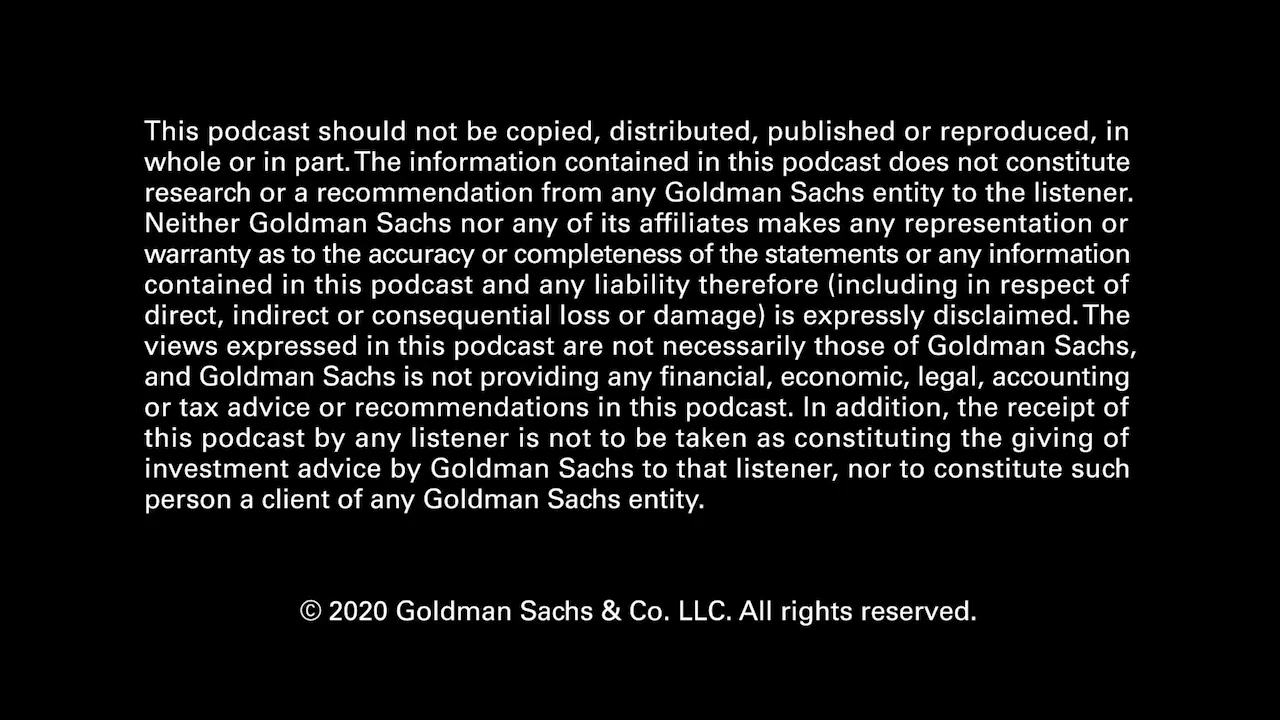 This podcast should not be copied, distributed, published or reproduced, in
whole or in part. The information contained in this podcast does not constitute
research or a recommendation from any Goldman Sachs entity to the listener.
Neither Goldman Sachs nor any of its affiliates makes any representation or
warranty as to the accuracy or completeness of the statements or any information
contained in this podcast and any liability therefore (including in respect of
direct, indirect or consequential loss or damage) is expressly disclaimed. The
views expressed in this podcast are not necessarily those of Goldman Sachs,
and Goldman Sachs is not providing any financial, economic, legal, accounting
or tax advice or recommendations in this podcast. In addition, the receipt of
this podcast by any listener is not to be taken as constituting the giving of
investment advice by Goldman Sachs to that listener, nor to constitute such
person a client of any Goldman Sachs entity.
© 2020 Goldman Sachs & Co. LLC. All rights reserved.